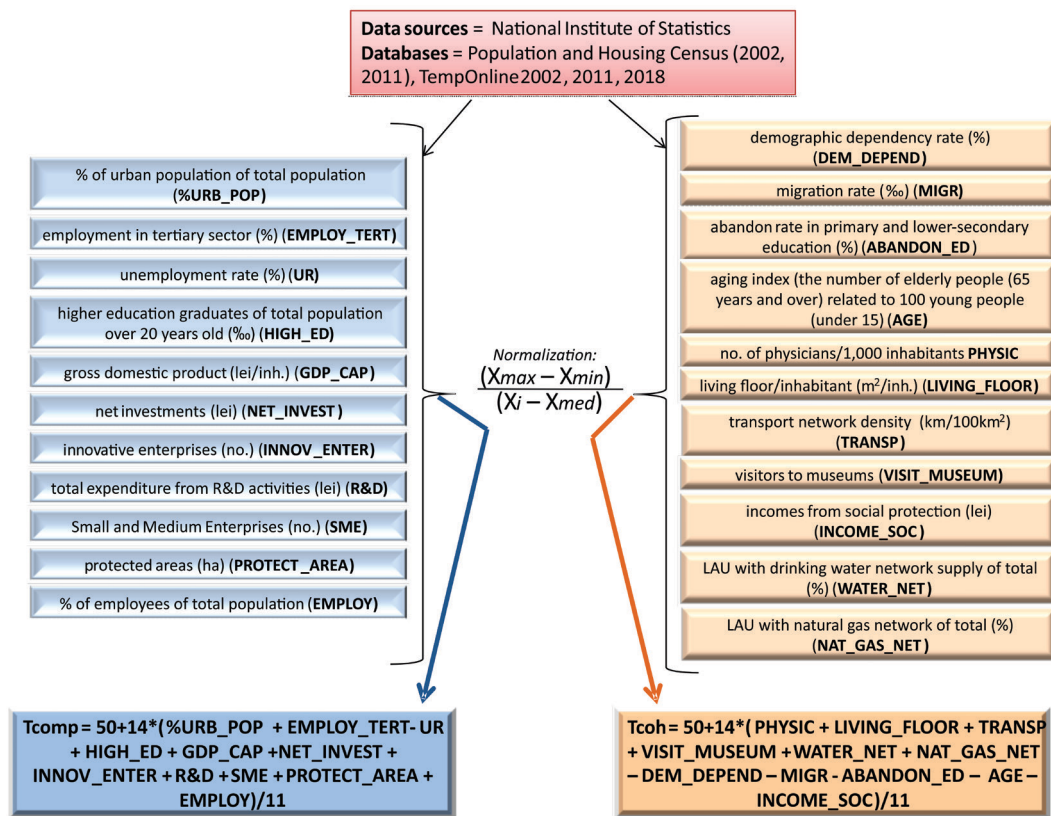 Data sources = National Institute of Statistics
Databases = Population and Housing Census (2002,
2011), TempOnline2002, 2011, 2018
% of urban population of total population
(%URB_POP)
employment in tertiary sector (%) (EMPLOY_TERT)
unemployment rate (%) (UR)
higher education graduates of total population
over 20 years old (‰) (HIGH_ED)
gross domestic product (lei/inh.) (GDP_CAP)
net investments (lei) (NET_INVEST)
innovative enterprises (no.) (INNOV_ENTER)
total expenditure from R&D activities (lei) (R&D)
Small and Medium Enterprises (no.) (SME)
protected areas (ha) (PROTECT_AREA)
% of employees of total population (EMPLOY)
Normalization:
(Xmax – Xmin)
(Xi – Xmed)
demographic dependency rate (%)
(DEM_DEPEND)
migration rate (‰) (MIGR)
abandon rate in primary and lower-secondary
education (%) (ABANDON_ED)
aging index (the number of elderly people (65
years and over) related to 100 young people
(under 15) (AGE)
no. of physicians/1,000 inhabitants PHYSIC
living floor/inhabitant (m²/inh.) (LIVING_FLOOR)
transport network density (km/100km²)
(TRANSP)
visitors to museums (VISIT_MUSEUM)
incomes from social protection (lei)
(INCOME_SOC)
LAU with drinking water network supply of total
(%) (WATER_NET)
LAU with natural gas network of total (%)
(NAT_GAS_NET)
Tcomp = 50+14*(%URB_POP + EMPLOY_TERT- UR
+ HIGH_ED + GDP_CAP +NET_INVEST +
INNOV_ENTER + R&D + SME + PROTECT_AREA +
EMPLOY)/11
Tcoh = 50+14*( PHYSIC + LIVING_FLOOR + TRANSP
+ VISIT_MUSEUM +WATER_NET + NAT_GAS_NET
– DEM_DEPEND – MIGR - ABANDON_ED – AGE –
INCOME_SOC)/11